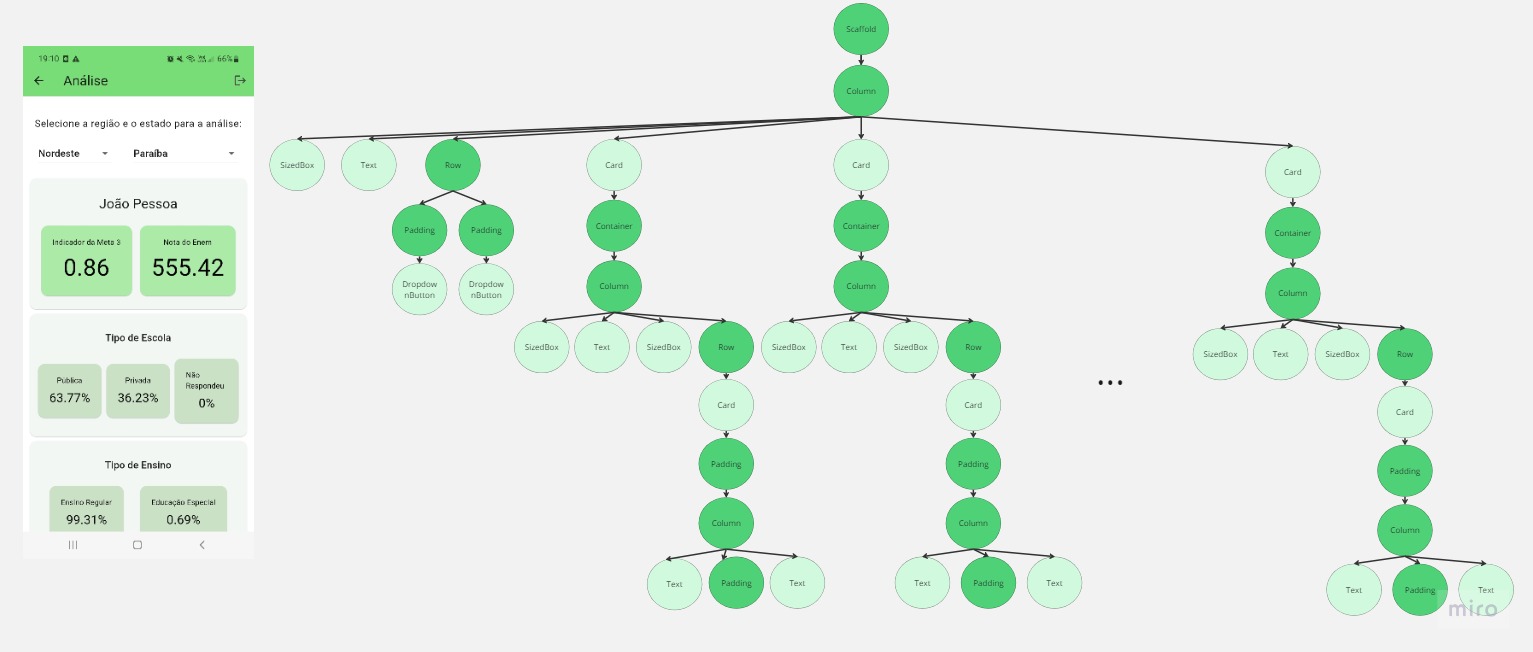 19:10
66%
Análise
Selecione a região e o estado para a análise:
Nordeste
Paraíba
João Pessoa
Indicador da Meta 3
Nota do Enem
0.86
555.42
Tipo de Escola
Pública
Privada
Não
Respondeu
63.77%
36.23%
0%
Tipo de Ensino
Ensino Regular
Educação Especial
99.31%
0.69%
Scaffold
Column
SizedBox
Text
Row
Card
Card
Card
Padding
Padding
Container
Container
Container
Dropdow
nButton
Dropdow
nButton
Column
Column
Column
SizedBox
Text
SizedBox
Row
SizedBox
Text
SizedBox
Row
SizedBox
Text
SizedBox
Row
...
Card
Card
Card
Padding
Padding
Padding
Column
Column
Column
Text
Padding
Text
Text
Padding
Text
Text
Padding
Text
miro